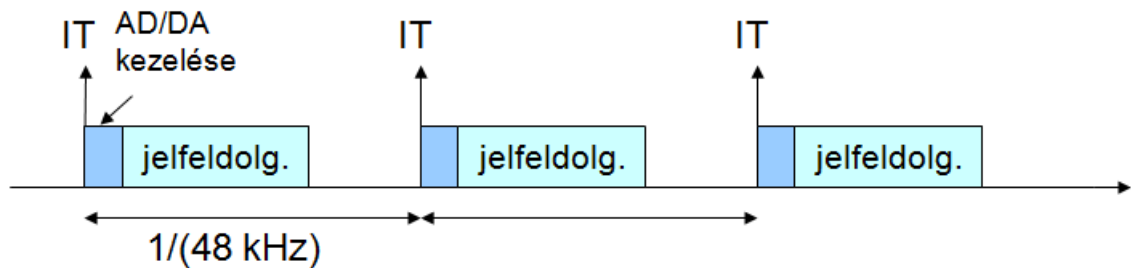 IT
AD/DA
kezelése
IT
IT
jelfeldolg.
jelfeldolg.
jelfeldolg.
1/(48 kHz)